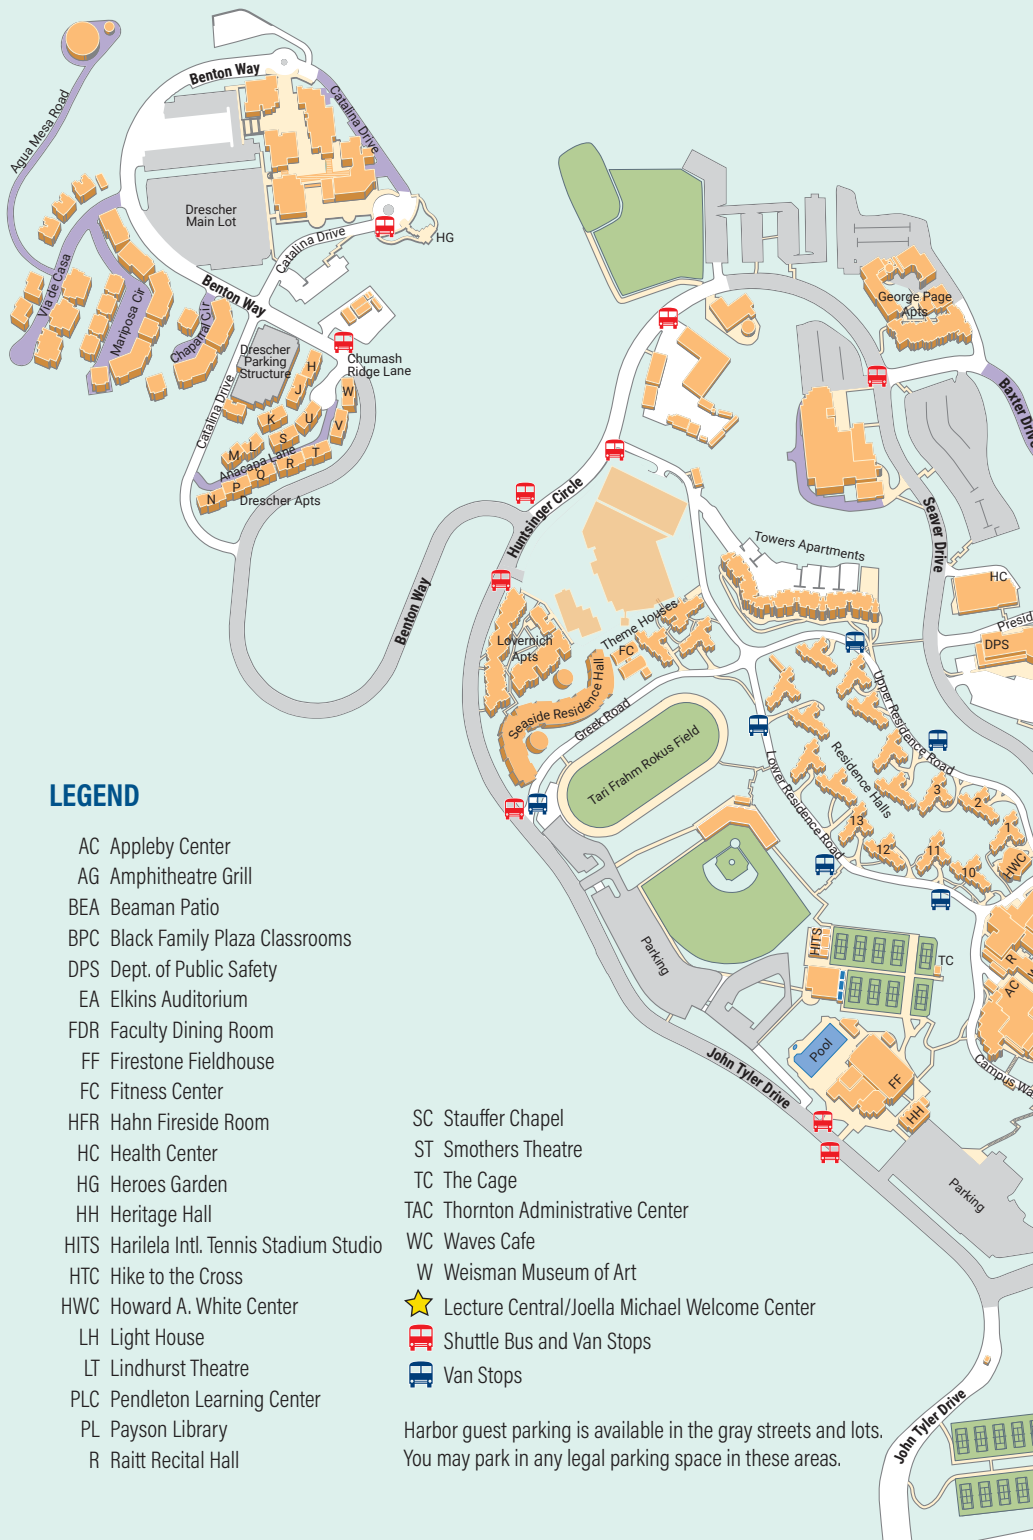 Benton Way
Catalina Drive
Agua Mesa Road
Drescher
Main Lot
Catalina Drive
HG
Via de Casa
Benton Way
Mariposa Cir
Chaparral Cir
Drescher
Parking
Structure
Chumash
Ridge Lane
H
J
W
K
U
V
Catalina Drive
M
L
S
T
Anacapa Lane
R
Q
P
N
Drescher Apts
George Page
Apts
Baxter Drive
Huntsinger Circle
Seaver Drive
Towers Apartments
HC
Presid
DPS
Benton Way
Theme Houses
Lovernich
Apts
FC
Seaside Residence Hall
Greek Road
Tari Frahm Rokus Field
Upper Residence Road
Lower Residence Road
Residence Halls
3
2
1
13
12
11
10
HWC
Parking
HITS
TC
R
AC
Pool
FF
HH
Campus Wa
John Tyler Drive
Parking
John Tyler Drive
LEGEND
AC Appleby Center
AG Amphitheatre Grill
BEA Beaman Patio
BPC Black Family Plaza Classrooms
DPS Dept. of Public Safety
EA Elkins Auditorium
FDR Faculty Dining Room
FF Firestone Fieldhouse
FC Fitness Center
HFR Hahn Fireside Room
HC Health Center
HG Heroes Garden
HH Heritage Hall
HITS Harilela Intl. Tennis Stadium Studio
HTC Hike to the Cross
HWC Howard A. White Center
LH Light House
LT Lindhurst Theatre
PLC Pendleton Learning Center
PL Payson Library
R Raitt Recital Hall
SC Stauffer Chapel
ST Smothers Theatre
TC The Cage
TAC Thornton Administrative Center
WC Waves Cafe
W Weisman Museum of Art
Lecture Central/Joella Michael Welcome Center
Shuttle Bus and Van Stops
Van Stops
Harbor guest parking is available in the gray streets and lots.
You may park in any legal parking space in these areas.